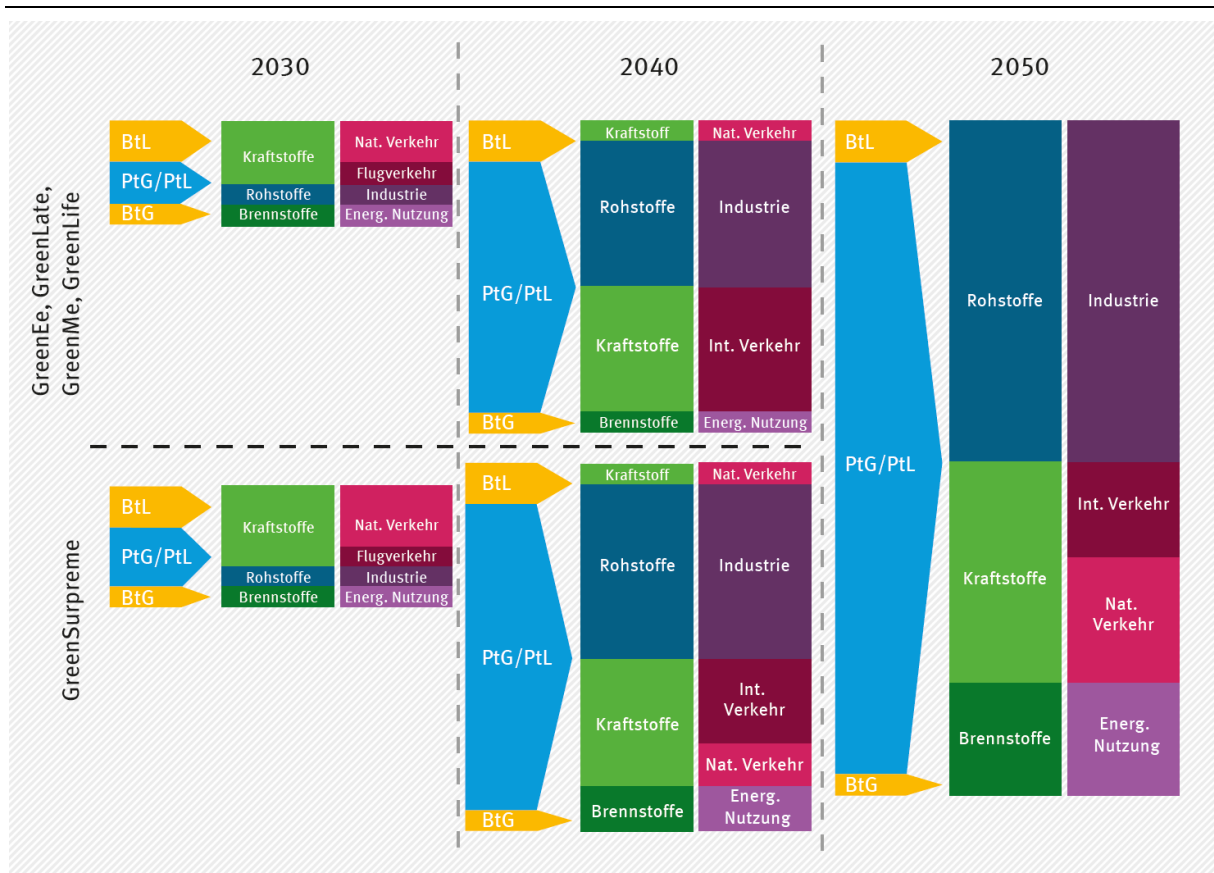 2030
2040
2050
GreenEe, GreenLate,
GreenMe, GreenLife
BtL
PtG/PtL
BtG
Kraftstoffe
Rohstoffe
Brennstoffe
Nat. Verkehr
Flugverkehr
Industrie
Energ. Nutzung
BtL
PtG/PtL
BtG
Kraftstoff
Rohstoffe
Kraftstoffe
Brennstoffe
Nat. Verkehr
Industrie
Int. Verkehr
Energ. Nutzung
GreenSurpreme
BtL
PtG/PtL
BtG
Kraftstoffe
Rohstoffe
Brennstoffe
Nat. Verkehr
Flugverkehr
Industrie
Energ. Nutzung
BtL
PtG/PtL
BtG
Kraftstoff
Rohstoffe
Kraftstoffe
Brennstoffe
Nat. Verkehr
Industrie
Int.
Verkehr
Nat. Verkehr
Energ.
Nutzung
BtL
PtG/PtL
BtG
Rohstoffe
Kraftstoffe
Brennstoffe
Industrie
Int. Verkehr
Nat.
Verkehr
Energ.
Nutzung